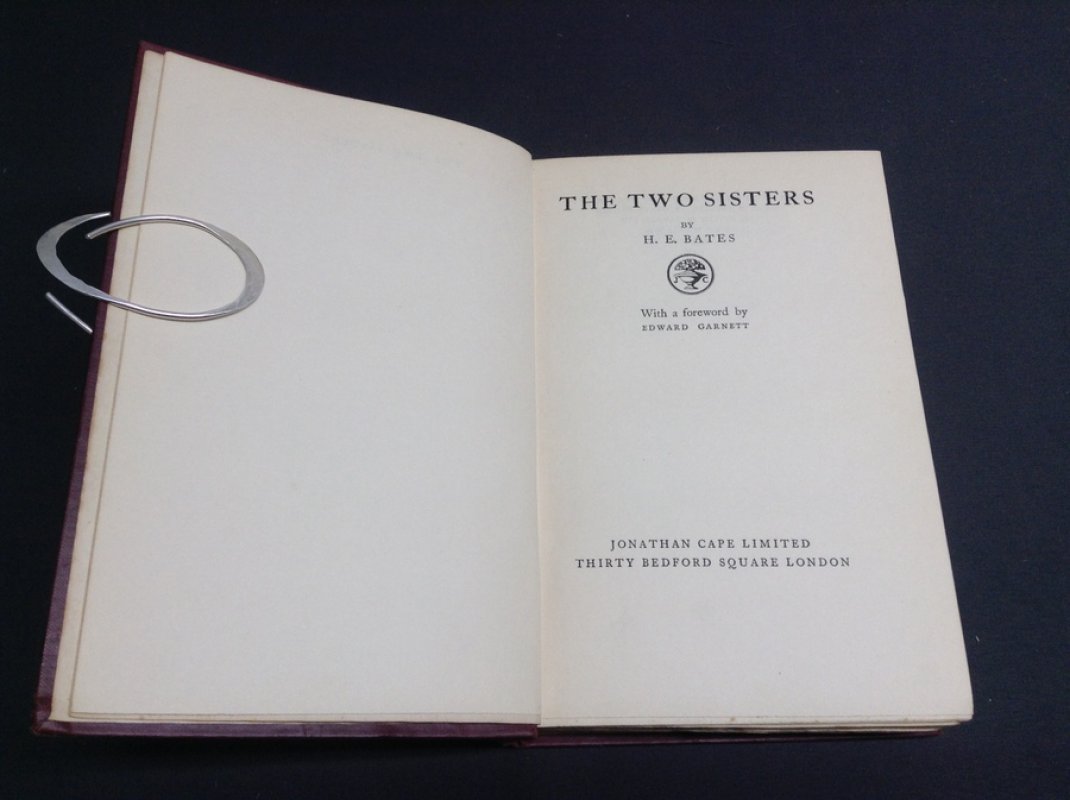 THE TWO SISTERS
BY
H. E. BATES
J C
With a foreword by
EDWARD GARNETT
JONATHAN CAPE LIMITED
THIRTY BEDFORD SQUARE LONDON